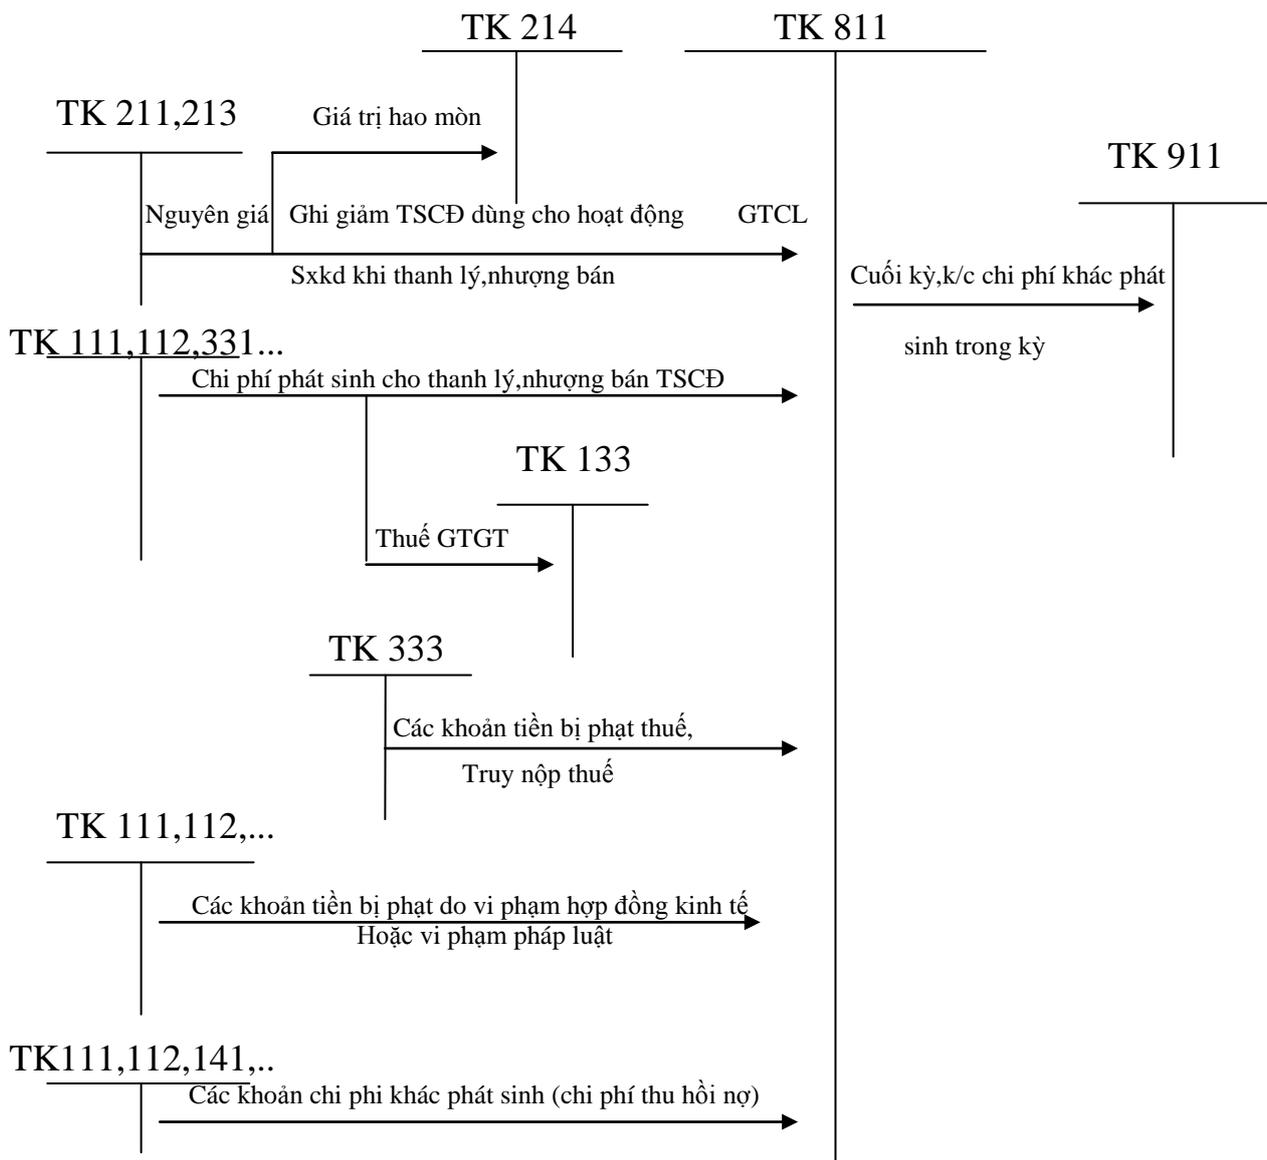 TK 214
TK 811
TK 211,213
Giá trị hao mòn
TK 911
Nguyên giá
Ghi giảm TSCĐ dùng cho hoạt động
GTCL
Sxkd khi thanh lý,nhượng bán
Cuối kỳ,k/c chi phí khác phát
sinh trong kỳ
TK 111,112,331...
Chi phí phát sinh cho thanh lý,nhượng bán TSCĐ
TK 133
Thuế GTGT
TK 333
Các khoản tiền bị phạt thuế,
Truy nộp thuế
TK 111,112,...
Các khoản tiền bị phạt do vi phạm hợp đồng kinh tế
Hoặc vi phạm pháp luật
TK111,112,141,..
Các khoản chi phi khác phát sinh (chi phí thu hồi nợ)